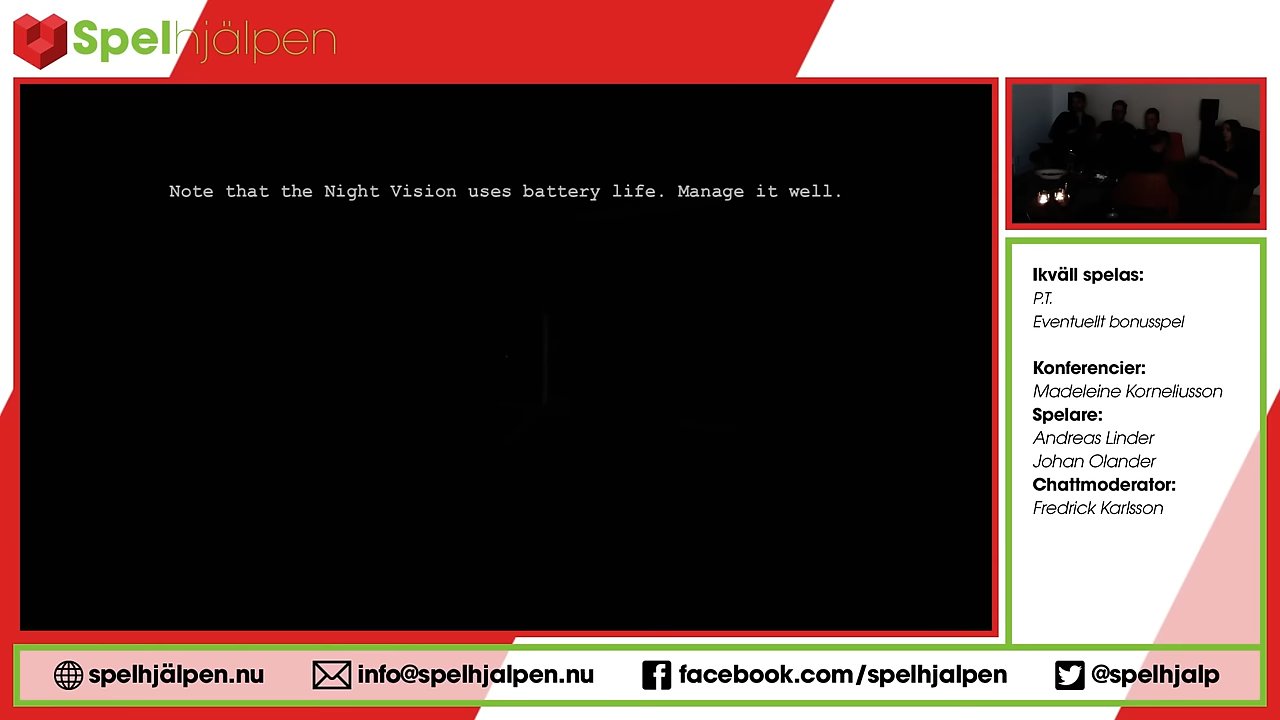 Spelhjälpen
Note that the Night Vision uses battery life. Manage it well.
Ikväll spelas:
P.T.
Eventuellt bonusspel
Konferencier:
Madeleine Korneliusson
Spelare:
Andreas Linder
Johan Olander
Chattmoderator:
Fredrick Karlsson
spelhjälpen.nu info@spelhjalpen.nu facebook.com/spelhjalpen @spelhjalp